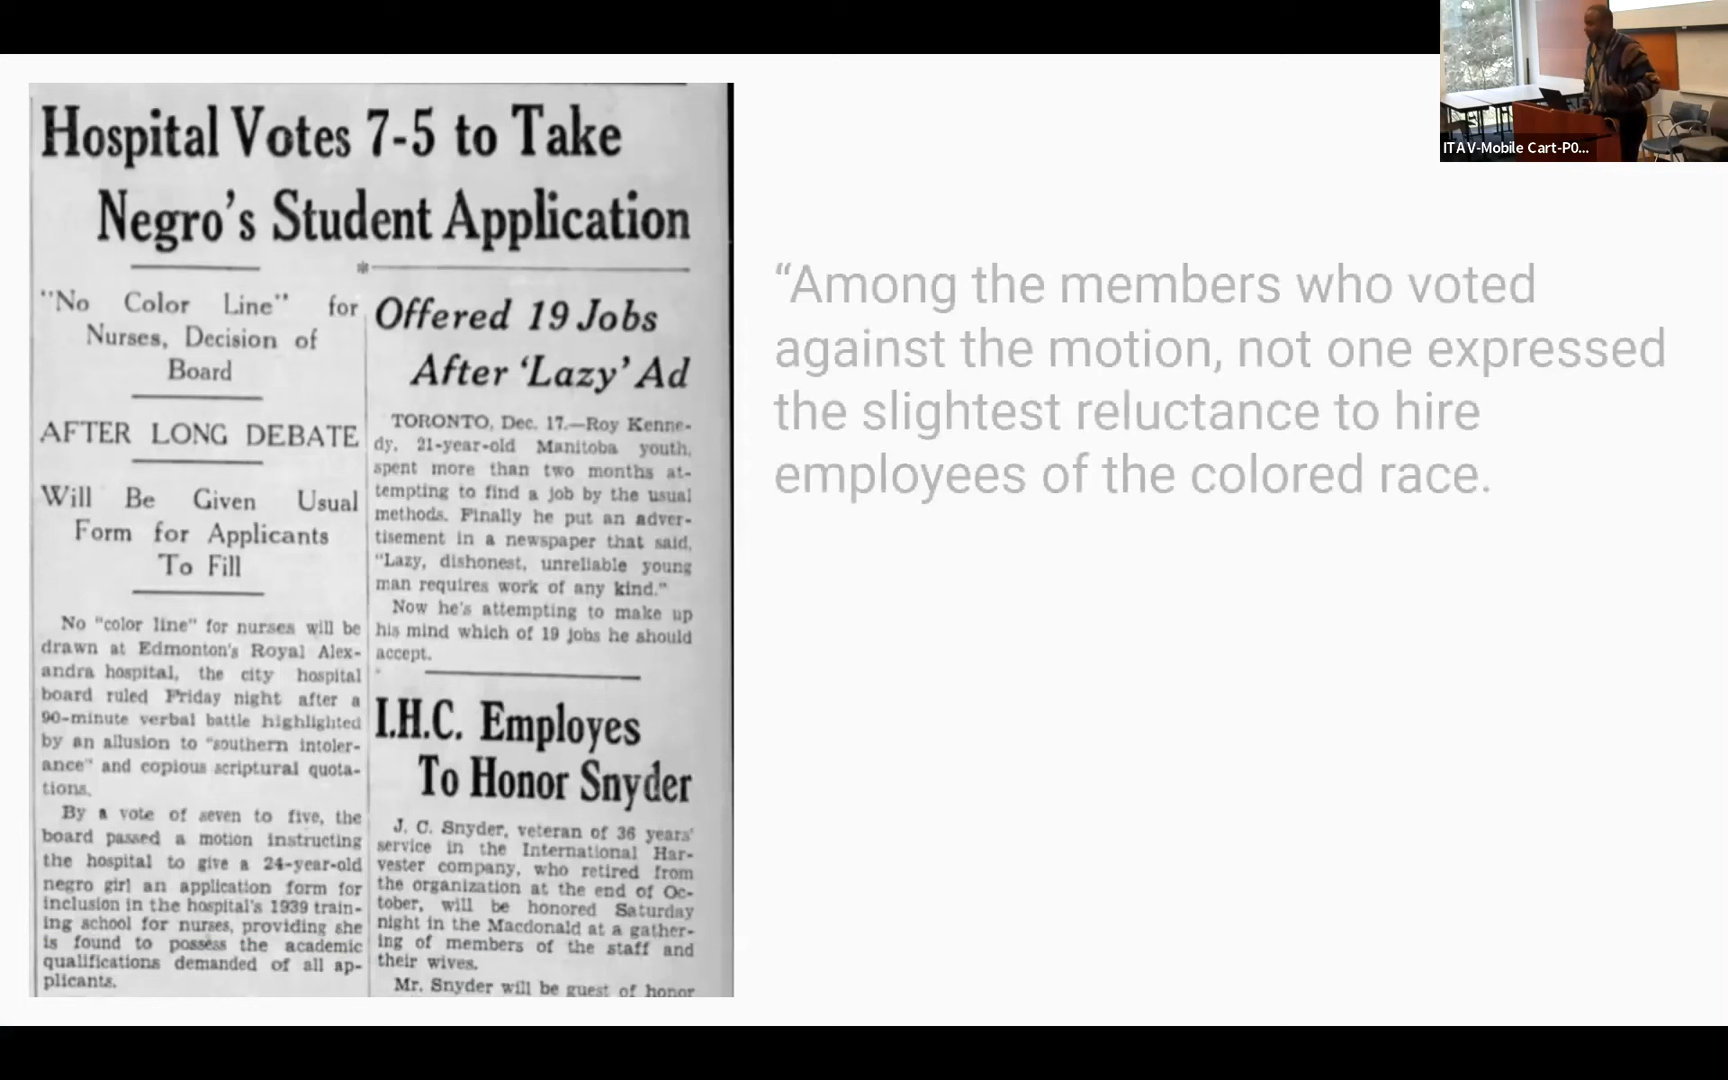 Hospital Votes 7-5 to Take
Negro's Student Application
"No Color Line" for
Nurses, Decision of
Board
AFTER LONG DEBATE
Will Be Given Usual
Form for Applicants
To Fill
No "color line" for nurses will be
drawn at Edmonton's Royal Alex-
andra hospital, the city hospital
board ruled Friday night after a
90-minute verbal battle highlighted
by an allusion to "southern intoler-
ance" and copious scriptural quota-
tions.
By a vote of seven to five, the
board passed a motion instructing
the hospital to give a 24-year-old
negro girl an application form for
inclusion in the hospital's 1939 train-
ing school for nurses, providing she
is found to possess the academic
qualifications demanded of all ap-
plicants.
Offered 19 Jobs
After 'Lazy' Ad
TORONTO, Dec. 17.—Roy Kenne-
dy, 21-year-old Manitoba youth,
spent more than two months at-
tempting to find a job by the usual
methods. Finally he put an adver-
tisement in a newspaper that said,
"Lazy, dishonest, unreliable young
man requires work of any kind."
Now he's attempting to make up
his mind which of 19 jobs he should
accept.
I.H.C. Employes
To Honor Snyder
J. C. Snyder, veteran of 36 years'
service in the International Har-
vester company, who retired from
the organization at the end of Oc-
tober, will be honored Saturday
night in the Macdonald at a gather-
ing of members of the staff and
their wives.
Mr. Snyder will be guest of honor
“Among the members who voted
against the motion, not one expressed
the slightest reluctance to hire
employees of the colored race.
ITAV-Mobile Cart-P0...